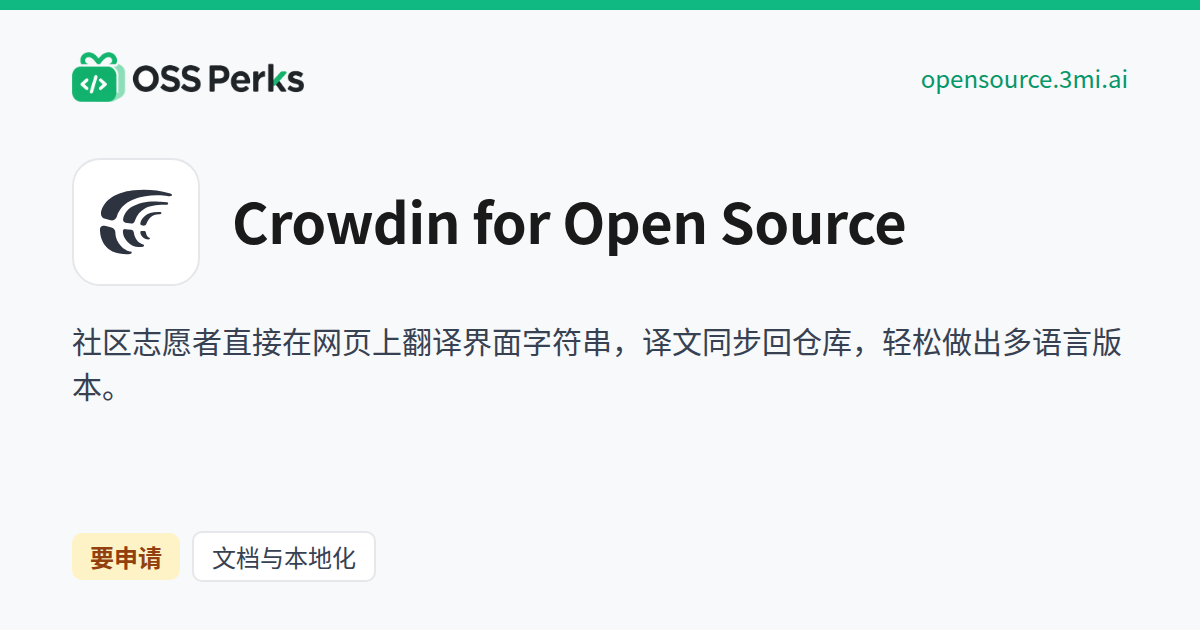 OSS Perks
opensource.3mi.ai
Crowdin for Open Source
社区志愿者直接在网页上翻译界面字符串，译文同步回仓库，轻松做出多语言版
本。
要申请
文档与本地化